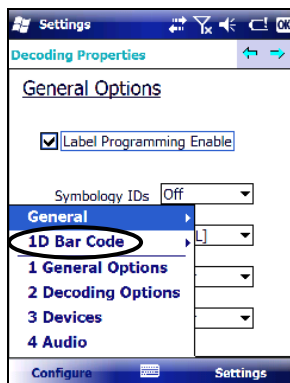 Settings OK
Decoding Properties
General Options
Label Programming Enable
Symbology IDs Off
General
1D Bar Code L]
1 General Options
2 Decoding Options
3 Devices
4 Audio
Configure Settings